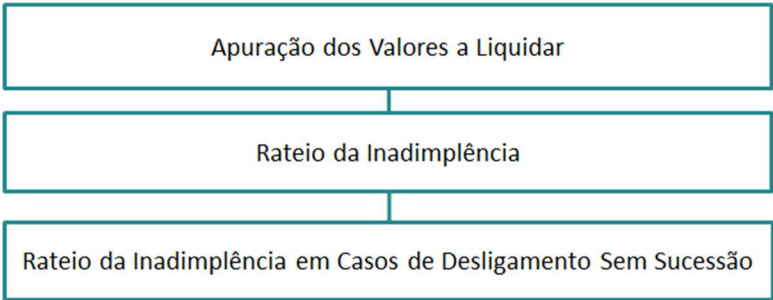 Apuração dos Valores a Liquidar
Rateio da Inadimplência
Rateio da Inadimplência em Casos de Desligamento Sem Sucessão